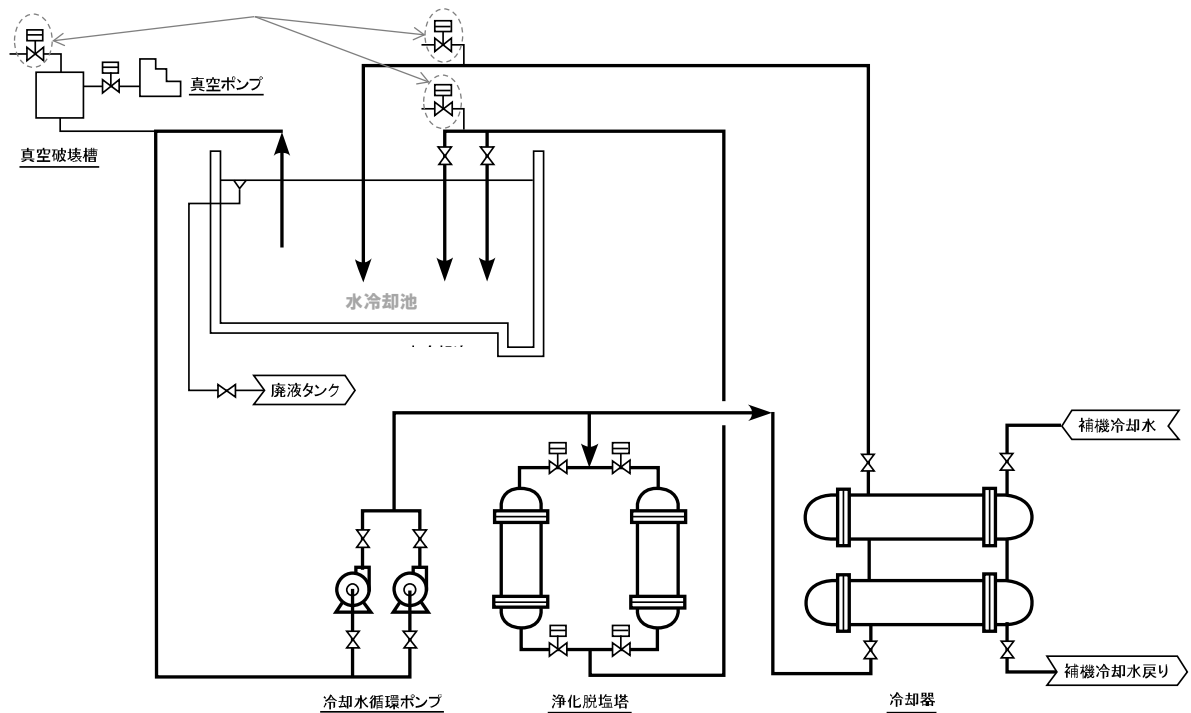 真空ポンプ
真空破壊槽
水冷却池
廃液タンク
補機冷却水
補機冷却水戻り
冷却水循環ポンプ
浄化脱塩塔
冷却器